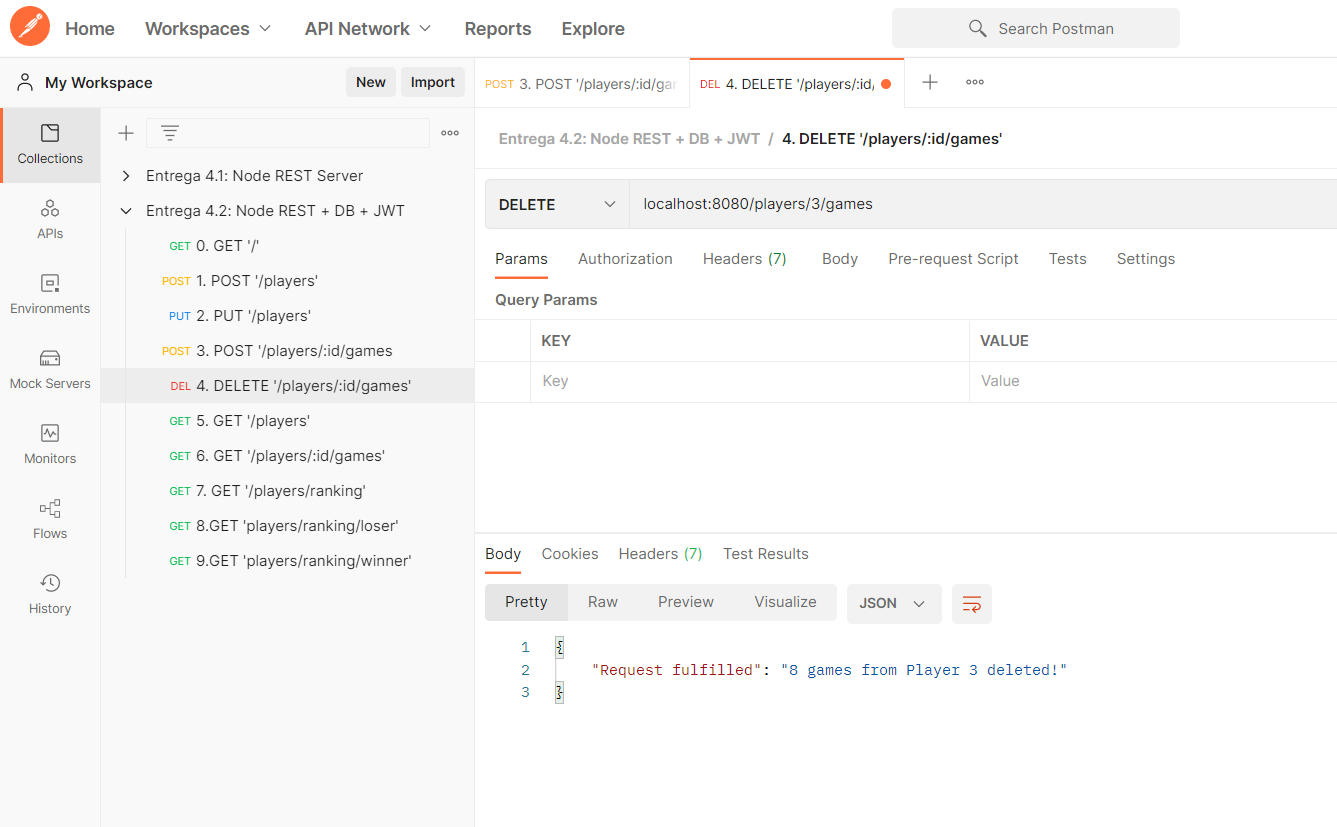 Home Workspaces API Network Reports Explore Search Postman
My Workspace New Import
POST 3. POST '/players/:id/gar DEL 4. DELETE '/players/:id,
Collections
APIs
Environments
Mock Servers
Monitors
Flows
History
Entrega 4.1: Node REST Server
Entrega 4.2: Node REST + DB + JWT
GET 0. GET '/'
POST 1. POST '/players'
PUT 2. PUT '/players'
POST 3. POST '/players/:id/games
DEL 4. DELETE '/players/:id/games'
GET 5. GET '/players'
GET 6. GET '/players/:id/games'
GET 7. GET '/players/ranking'
GET 8.GET 'players/ranking/loser'
GET 9.GET 'players/ranking/winner'
Entrega 4.2: Node REST + DB + JWT / 4. DELETE '/players/:id/games'
DELETE localhost:8080/players/3/games
Params Authorization Headers (7) Body Pre-request Script Tests Settings
Query Params
KEY VALUE
Key Value
Body Cookies Headers (7) Test Results
Pretty Raw Preview Visualize JSON
1 {
2 "Request fulfilled": "8 games from Player 3 deleted!"
3 }